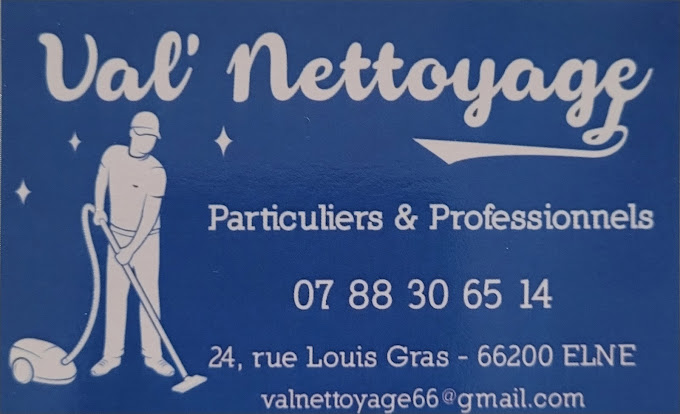 Val' Nettoyage
Particuliers & Professionnels
07 88 30 65 14
24, rue Louis Gras - 66200 ELNE
valnettoyage66@gmail.com